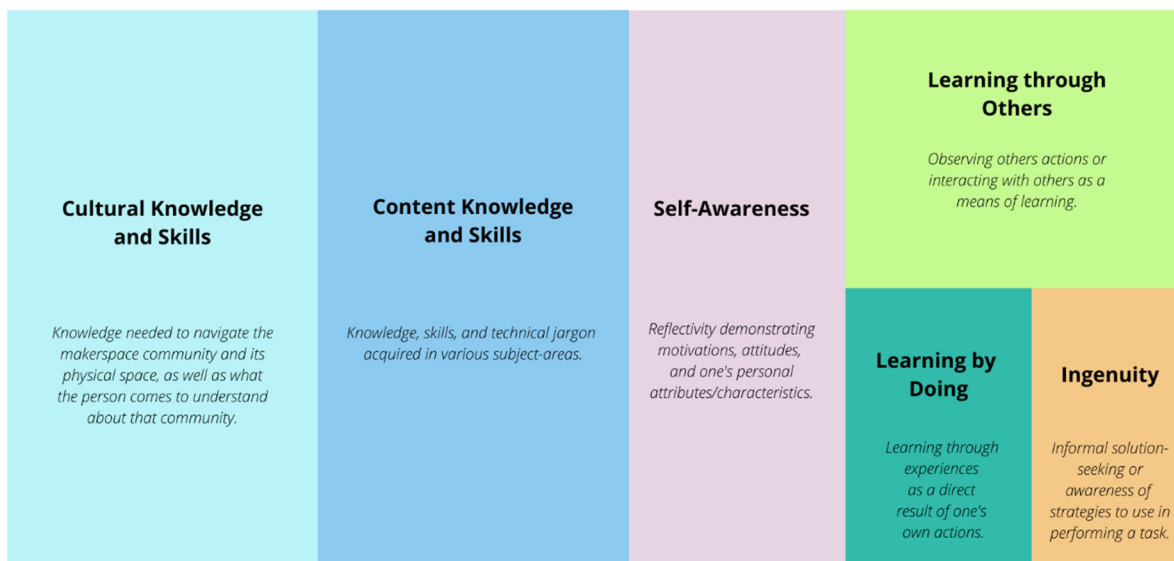 Cultural Knowledge
and Skills
Knowledge needed to navigate the
makerspace community and its
physical space, as well as what
the person comes to understand
about that community.
Content Knowledge
and Skills
Knowledge, skills, and technical jargon
acquired in various subject-areas.
Self-Awareness
Reflectivity demonstrating
motivations, attitudes,
and one's personal
attributes/characteristics.
Learning through
Others
Observing others actions or
interacting with others as a
means of learning.
Learning by
Doing
Learning through
experiences
as a direct
result of one's
own actions.
Ingenuity
Informal solution-
seeking or
awareness of
strategies to use in
performing a task.